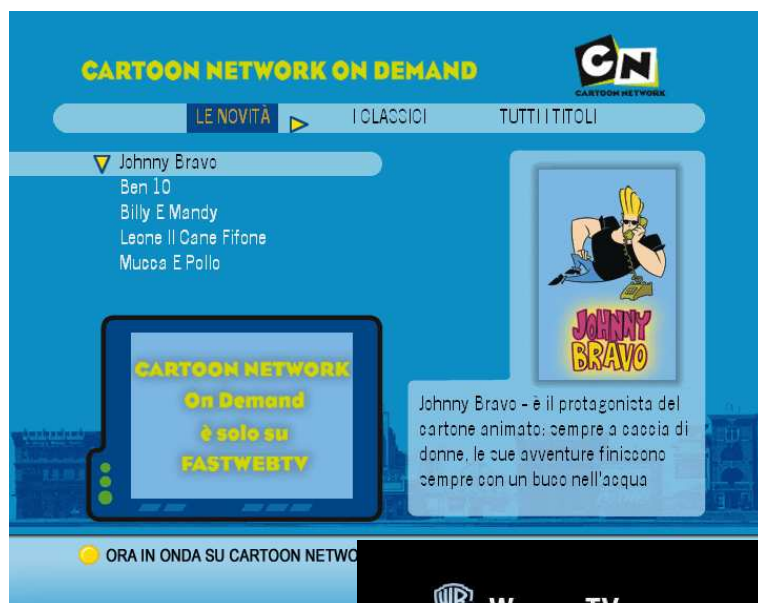 CARTOON NETWORK ON DEMAND
CN
CARTOON NETWORK
LE NOVITÀ
I CLASSICI
TUTTI I TITOLI
Johnny Bravo
Ben 10
Billy E Mandy
Leone Il Cane Fifone
Mucca E Pollo
JOHNNY
BRAVO
CARTOON NETWORK
On Demand
è solo su
FASTWEBTV
Johnny Bravo - è il protagonista del
cartone animato: sempre a caccia di
donne, le sue avventure finiscono
sempre con un buco nell'acqua
ORA IN ONDA SU CARTOON NETWO
WB
TV